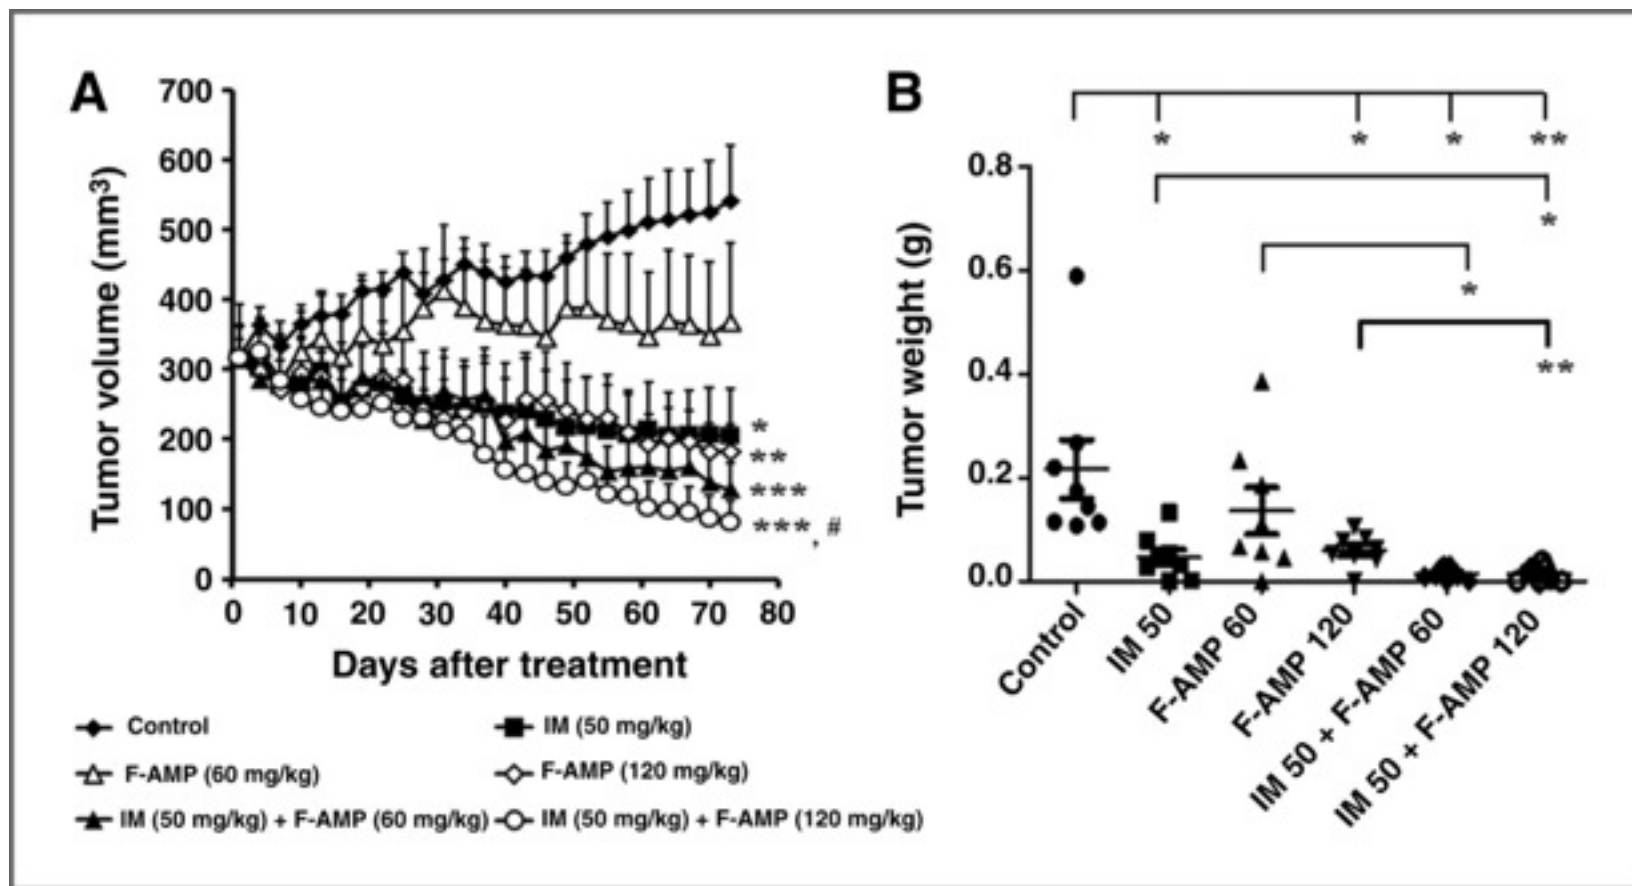 A
700
600
500
400
300
200
100
0
Tumor volume (mm³)
*
**
***
***, #
0 10 20 30 40 50 60 70 80
Days after treatment
Control
IM (50 mg/kg)
F-AMP (60 mg/kg)
F-AMP (120 mg/kg)
IM (50 mg/kg) + F-AMP (60 mg/kg)
IM (50 mg/kg) + F-AMP (120 mg/kg)
B
* * * **
*
*
**
0.8
0.6
0.4
0.2
0.0
Tumor weight (g)
Control
IM 50
F-AMP 60
F-AMP 120
IM 50 + F-AMP 60
IM 50 + F-AMP 120